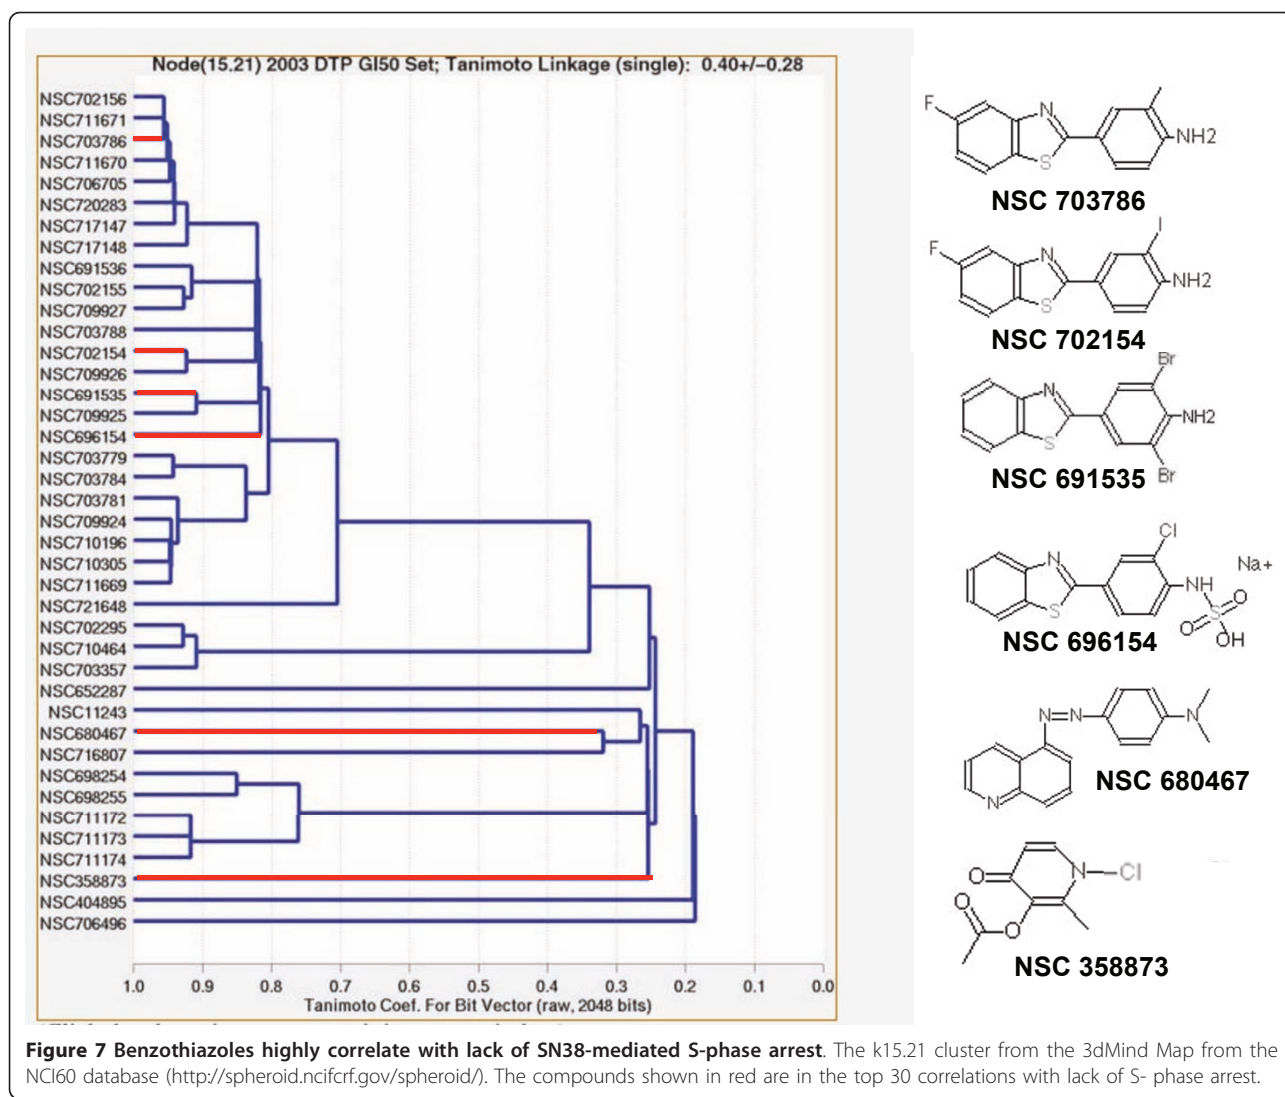 Node(15.21) 2003 DTP GI50 Set; Tanimoto Linkage (single): 0.40+/−0.28
NSC702156
NSC711671
NSC703786
NSC711670
NSC706705
NSC720283
NSC717147
NSC717148
NSC691536
NSC702155
NSC709927
NSC703788
NSC702154
NSC709926
NSC691535
NSC709925
NSC696154
NSC703779
NSC703784
NSC703781
NSC709924
NSC710196
NSC710305
NSC711669
NSC721648
NSC702295
NSC710464
NSC703357
NSC652287
NSC11243
NSC680467
NSC716807
NSC698254
NSC698255
NSC711172
NSC711173
NSC711174
NSC358873
NSC404895
NSC706496
1.0 0.9 0.8 0.7 0.6 0.5 0.4 0.3 0.2 0.1 0.0
Tanimoto Coef. For Bit Vector (raw, 2048 bits)
F N S NH2
NSC 703786
F N S I NH2
NSC 702154
N S Br NH2 Br
NSC 691535
N S Cl NH S O O OH Na+
NSC 696154
N=N N N
NSC 680467
O N Cl O O
NSC 358873
Figure 7 Benzothiazoles highly correlate with lack of SN38-mediated S-phase arrest. The k15.21 cluster from the 3dMind Map from the
NCI60 database (http://spheroid.ncifcrf.gov/spheroid/). The compounds shown in red are in the top 30 correlations with lack of S- phase arrest.